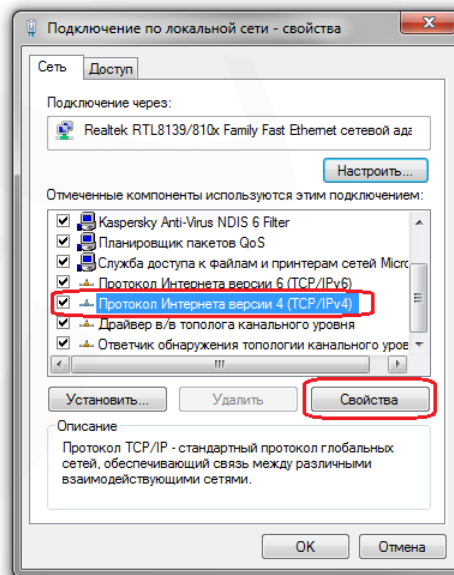 Подключение по локальной сети - свойства
Сеть
Доступ
Подключение через:
Realtek RTL8139/810x Family Fast Ethernet сетевой ада
Настроить...
Отмеченные компоненты используются этим подключением:
Kaspersky Anti-Virus NDIS 6 Filter
Планировщик пакетов QoS
Служба доступа к файлам и принтерам сетей Micro
Протокол Интернета версии 6 (TCP/IPv6)
Протокол Интернета версии 4 (TCP/IPv4)
Драйвер в/в тополога канального уровня
Ответчик обнаружения топологии канального уров
Установить...
Удалить
Свойства
Описание
Протокол TCP/IP - стандартный протокол глобальных
сетей, обеспечивающий связь между различными
взаимодействующими сетями.
OK
Отмена